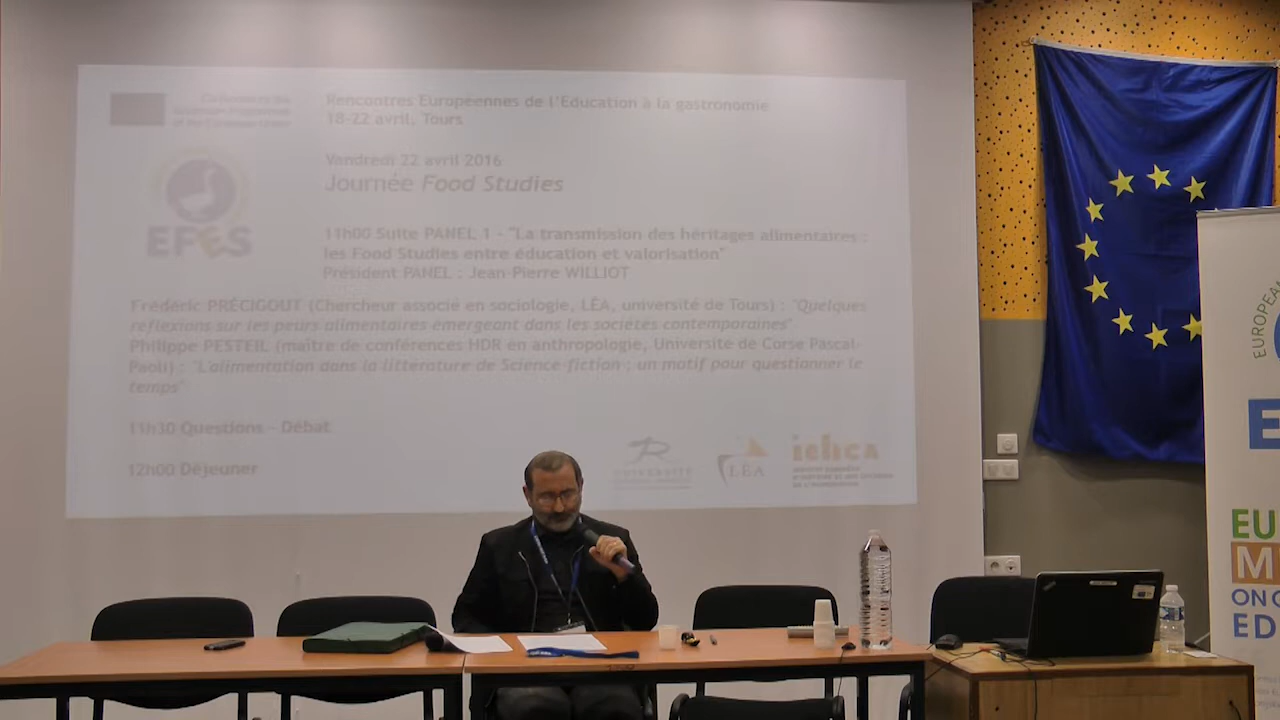 Rencontres Européennes de l'Education à la gastronomie
18-22 avril, Tours
Vendredi 22 avril 2016
Journée Food Studies
EFES
11h00 Suite PANEL 1 - "La transmission des héritages alimentaires :
les Food Studies entre éducation et valorisation"
Président PANEL : Jean-Pierre WILLIOT
Frédéric PRÉCIGOUT (Chercheur associé en sociologie, LÉA, université de Tours) : "Quelques
reflexions sur les peurs alimentaires émergeant dans les sociétés contemporaines"
Philippe PESTEIL (maître de conférences HDR en anthropologie, Université de Corse Pascal-
Paoli) : "L'alimentation dans la littérature de Science-fiction : un motif pour questionner le
temps"
11h30 Questions - Débat
12h00 Déjeuner
UNIVERSITÉ
LÉA
iehca
EUROPEAN
E
EU
M
ON
ED